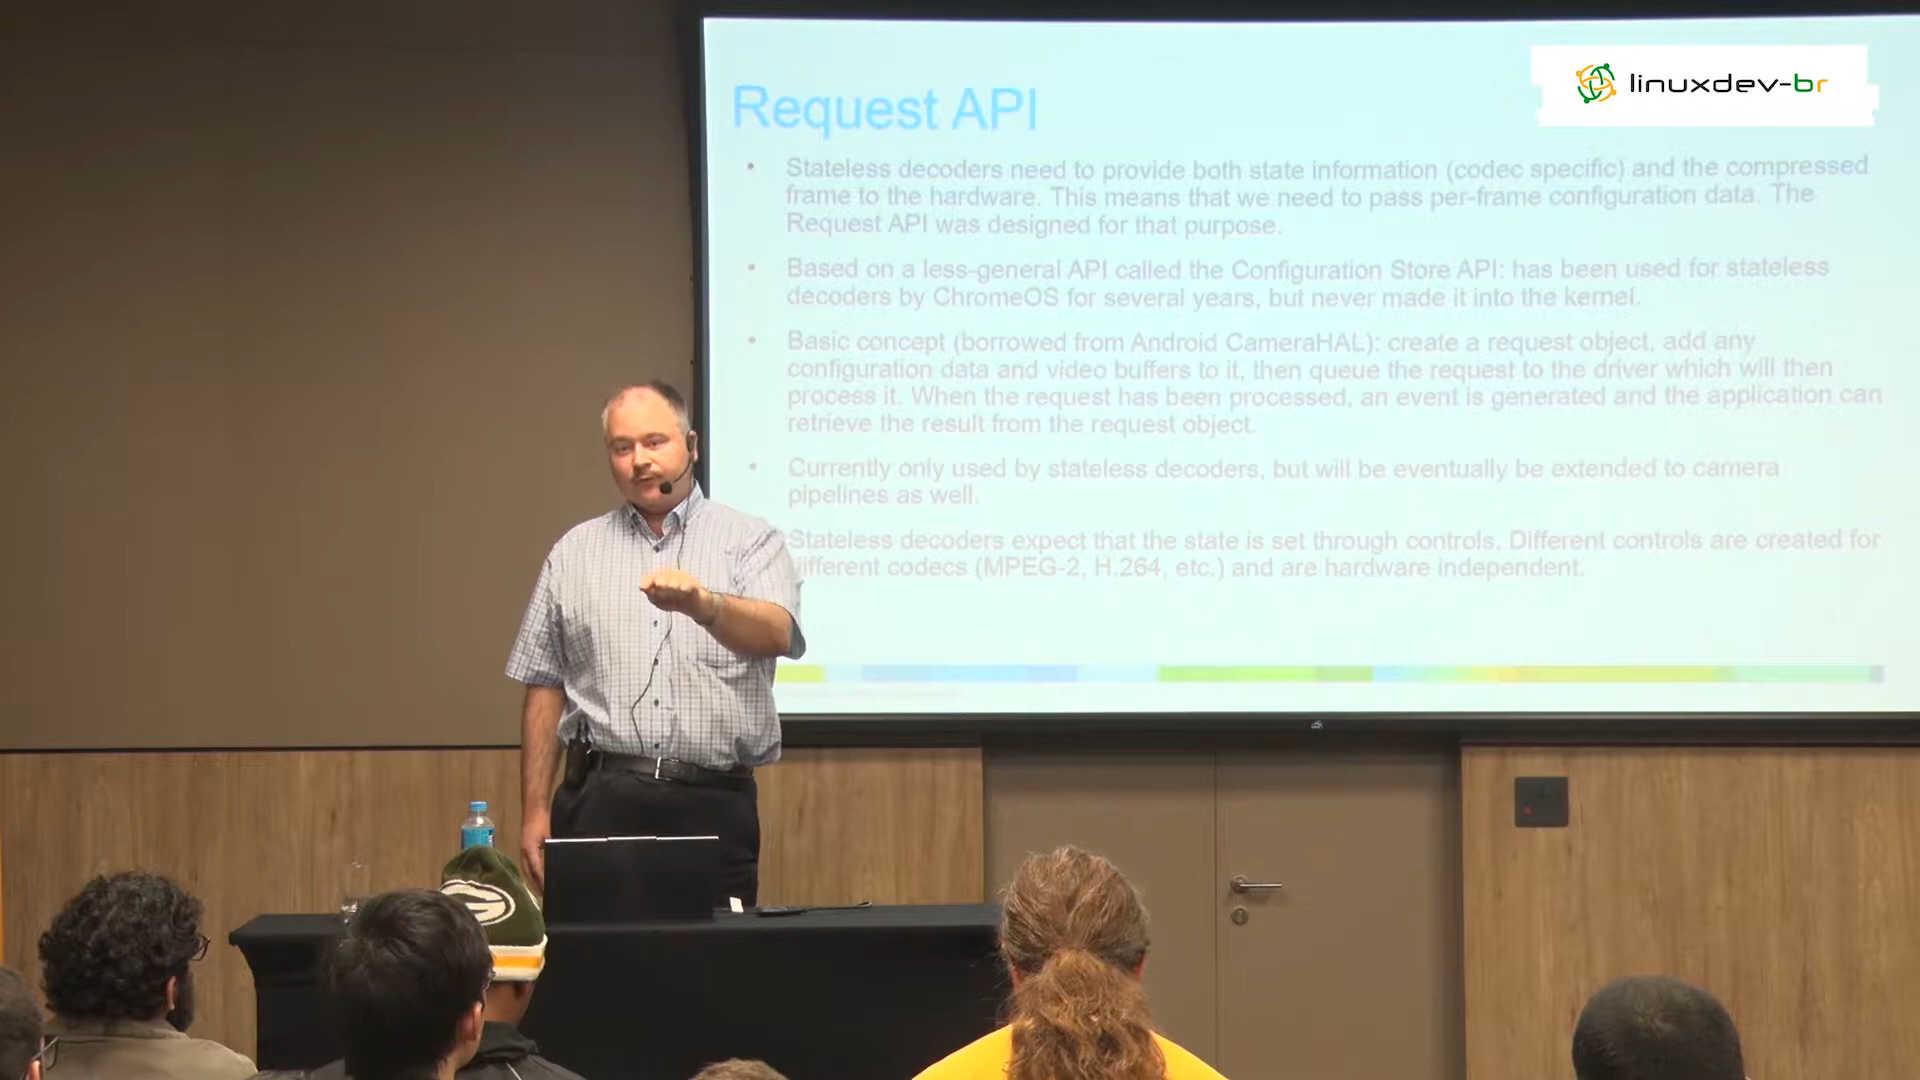 linuxdev-br
Request API
• Stateless decoders need to provide both state information (codec specific) and the compressed
frame to the hardware. This means that we need to pass per-frame configuration data. The
Request API was designed for that purpose.
• Based on a less-general API called the Configuration Store API: has been used for stateless
decoders by ChromeOS for several years, but never made it into the kernel.
• Basic concept (borrowed from Android CameraHAL): create a request object, add any
configuration data and video buffers to it, then queue the request to the driver which will then
process it. When the request has been processed, an event is generated and the application can
retrieve the result from the request object.
• Currently only used by stateless decoders, but will be eventually be extended to camera
pipelines as well.
Stateless decoders expect that the state is set through controls. Different controls are created for
ifferent codecs (MPEG-2, H.264, etc.) and are hardware independent.
G